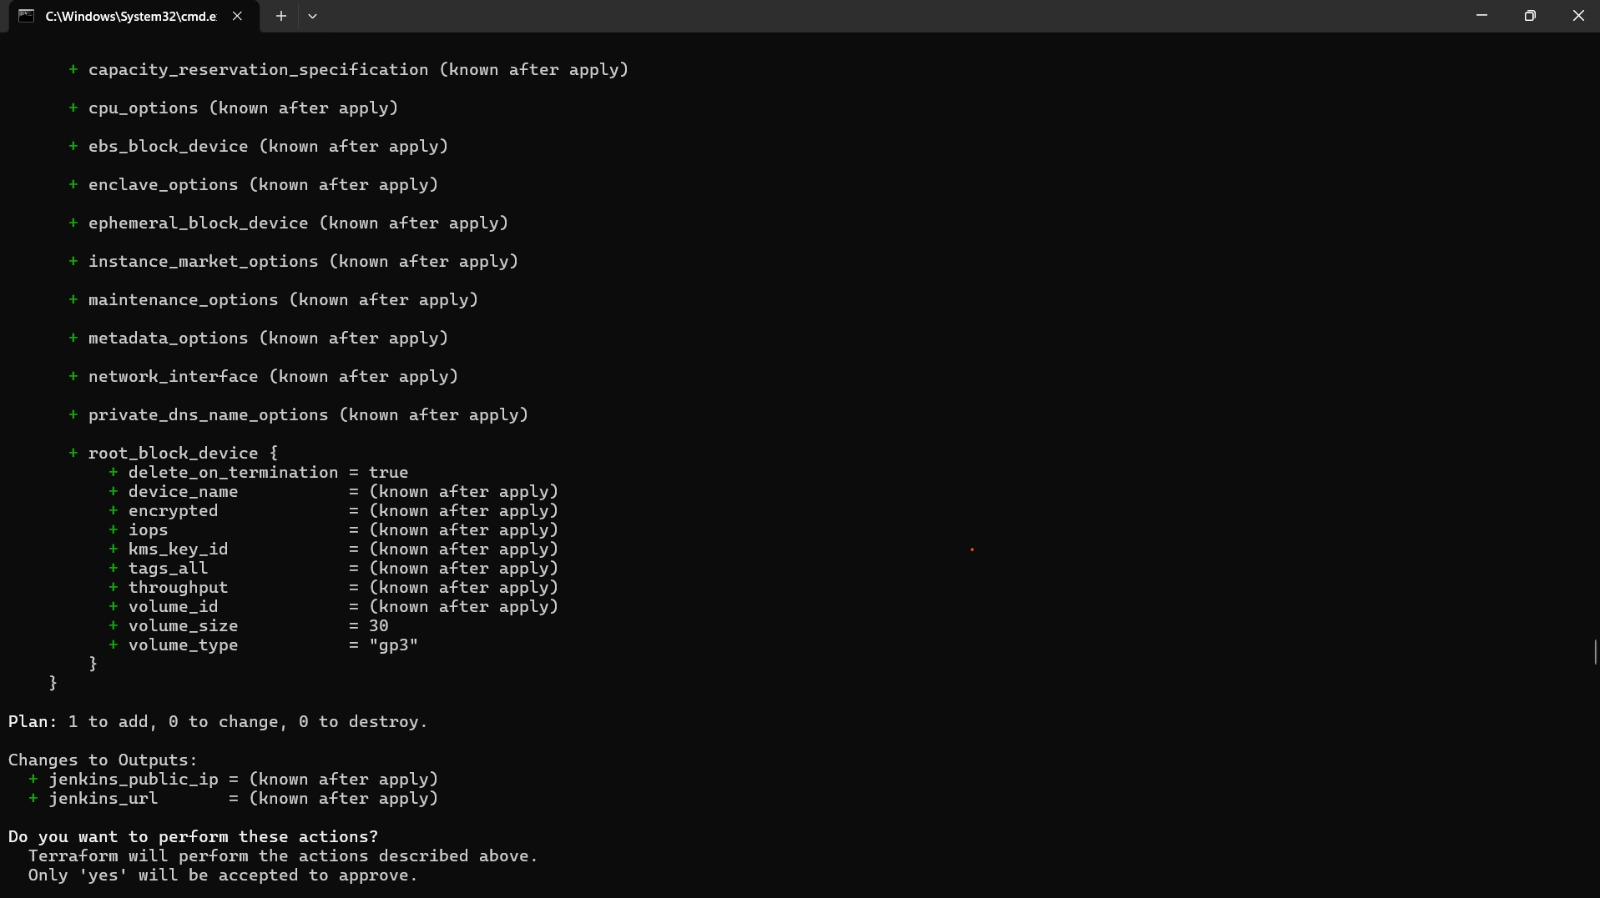 C:\Windows\System32\cmd.e
+ capacity_reservation_specification (known after apply)
+ cpu_options (known after apply)
+ ebs_block_device (known after apply)
+ enclave_options (known after apply)
+ ephemeral_block_device (known after apply)
+ instance_market_options (known after apply)
+ maintenance_options (known after apply)
+ metadata_options (known after apply)
+ network_interface (known after apply)
+ private_dns_name_options (known after apply)
+ root_block_device {
+ delete_on_termination = true
+ device_name           = (known after apply)
+ encrypted             = (known after apply)
+ iops                  = (known after apply)
+ kms_key_id            = (known after apply)
+ tags_all              = (known after apply)
+ throughput            = (known after apply)
+ volume_id             = (known after apply)
+ volume_size           = 30
+ volume_type           = "gp3"
}
}
Plan: 1 to add, 0 to change, 0 to destroy.
Changes to Outputs:
+ jenkins_public_ip = (known after apply)
+ jenkins_url       = (known after apply)
Do you want to perform these actions?
Terraform will perform the actions described above.
Only 'yes' will be accepted to approve.